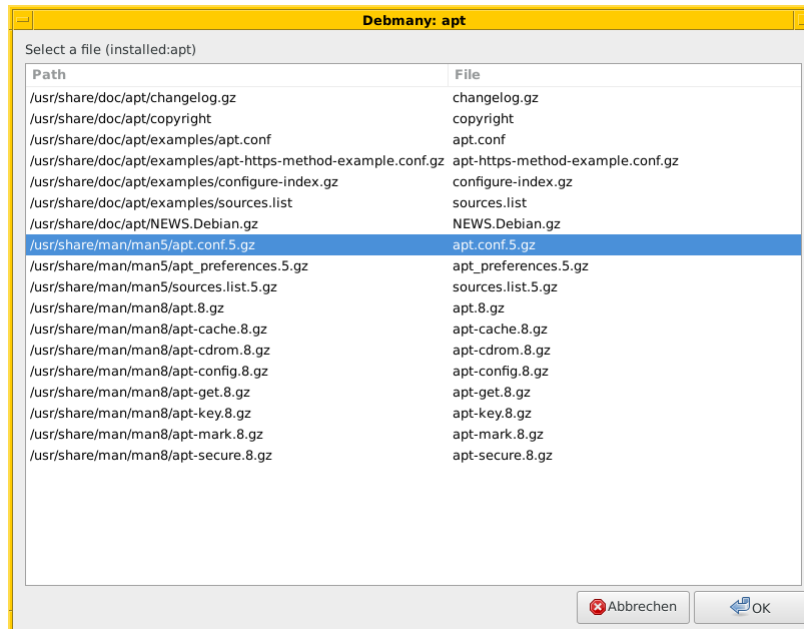 Debmany: apt
Select a file (installed:apt)
Path File
/usr/share/doc/apt/changelog.gz changelog.gz
/usr/share/doc/apt/copyright copyright
/usr/share/doc/apt/examples/apt.conf apt.conf
/usr/share/doc/apt/examples/apt-https-method-example.conf.gz apt-https-method-example.conf.gz
/usr/share/doc/apt/examples/configure-index.gz configure-index.gz
/usr/share/doc/apt/examples/sources.list sources.list
/usr/share/doc/apt/NEWS.Debian.gz NEWS.Debian.gz
/usr/share/man/man5/apt.conf.5.gz apt.conf.5.gz
/usr/share/man/man5/apt_preferences.5.gz apt_preferences.5.gz
/usr/share/man/man5/sources.list.5.gz sources.list.5.gz
/usr/share/man/man8/apt.8.gz apt.8.gz
/usr/share/man/man8/apt-cache.8.gz apt-cache.8.gz
/usr/share/man/man8/apt-cdrom.8.gz apt-cdrom.8.gz
/usr/share/man/man8/apt-config.8.gz apt-config.8.gz
/usr/share/man/man8/apt-get.8.gz apt-get.8.gz
/usr/share/man/man8/apt-key.8.gz apt-key.8.gz
/usr/share/man/man8/apt-mark.8.gz apt-mark.8.gz
/usr/share/man/man8/apt-secure.8.gz apt-secure.8.gz
Abbrechen OK